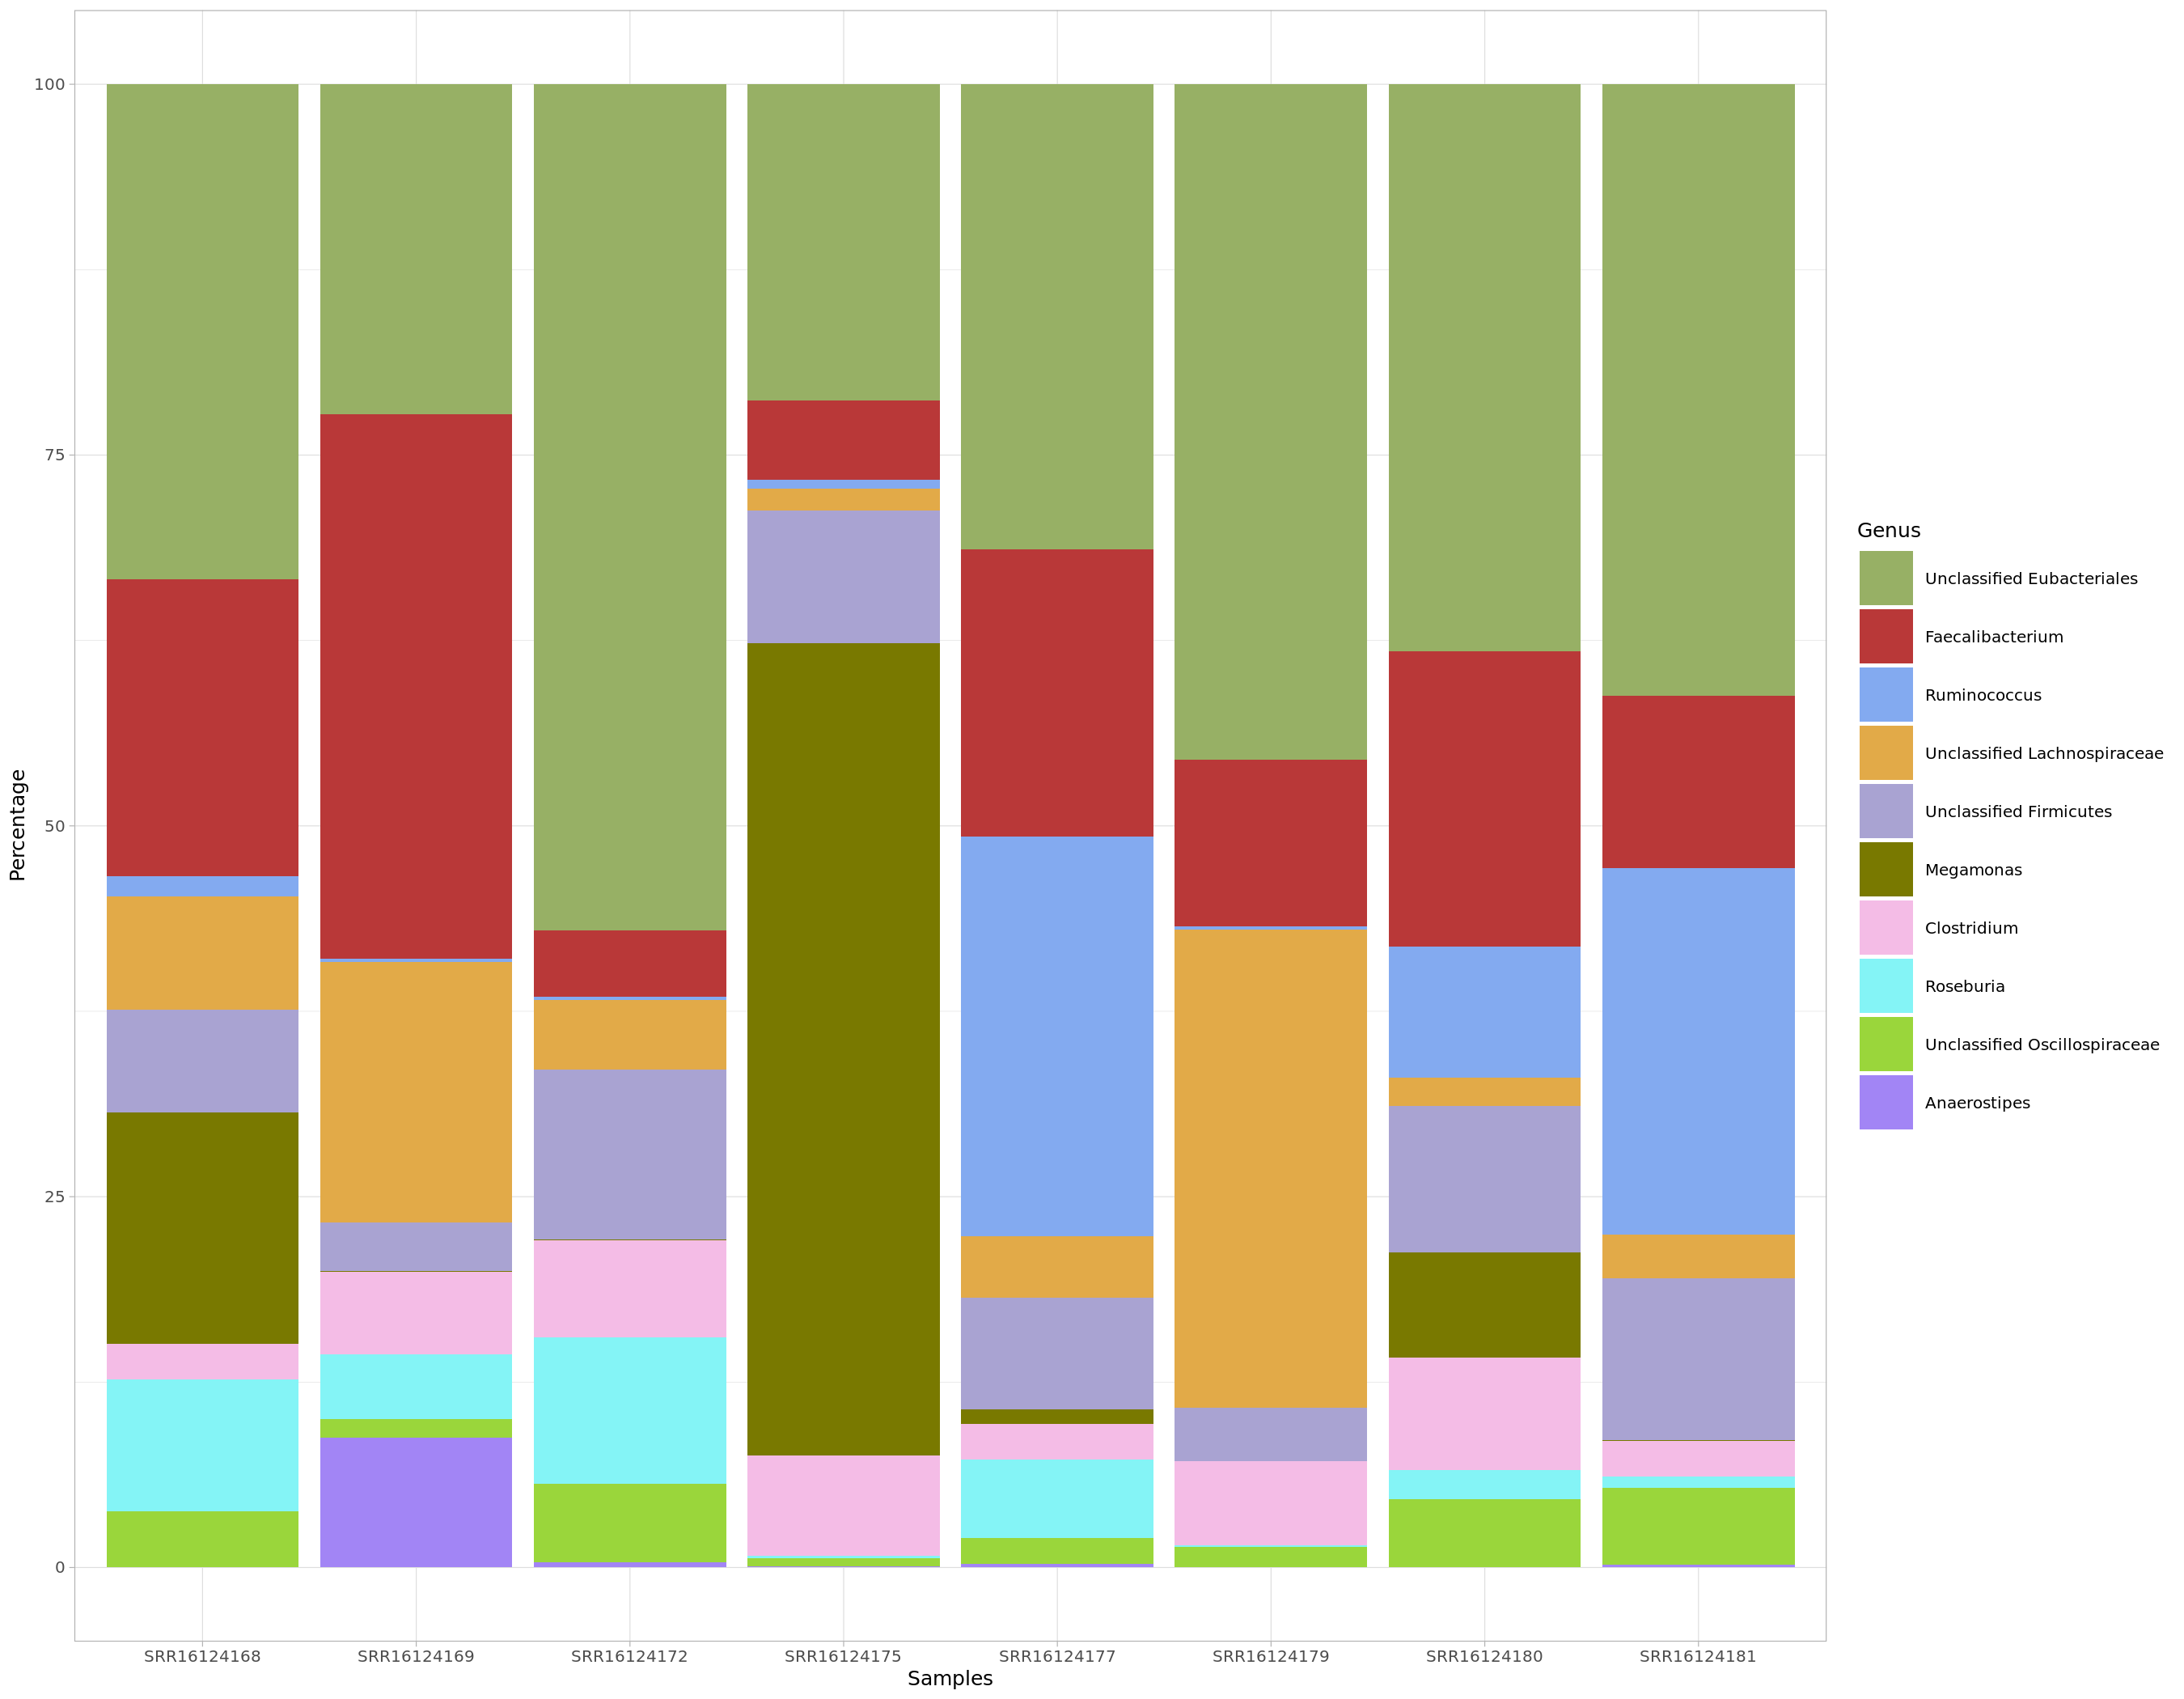 Percentage
100
75
50
25
0
SRR16124168 SRR16124169 SRR16124172 SRR16124175 SRR16124177 SRR16124179 SRR16124180 SRR16124181
Samples
Genus
Unclassified Eubacteriales
Faecalibacterium
Ruminococcus
Unclassified Lachnospiraceae
Unclassified Firmicutes
Megamonas
Clostridium
Roseburia
Unclassified Oscillospiraceae
Anaerostipes